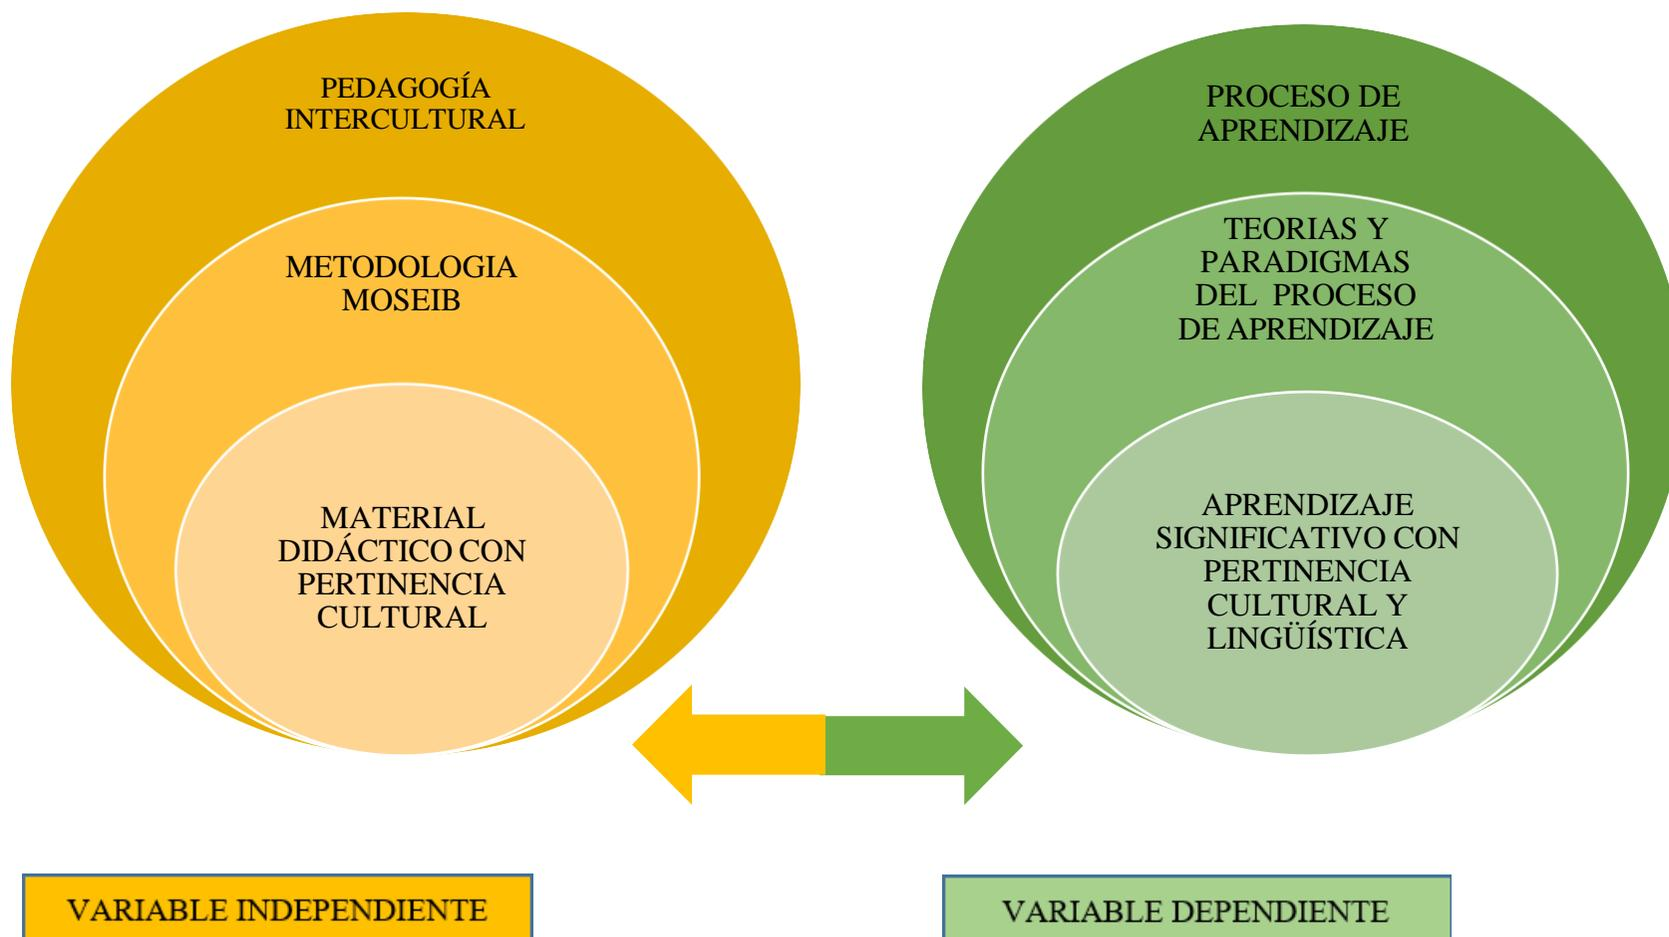 PEDAGOGÍA
INTERCULTURAL
METODOLOGIA
MOSEIB
MATERIAL
DIDÁCTICO CON
PERTINENCIA
CULTURAL
PROCESO DE
APRENDIZAJE
TEORIAS Y
PARADIGMAS
DEL PROCESO
DE APRENDIZAJE
APRENDIZAJE
SIGNIFICATIVO CON
PERTINENCIA
CULTURAL Y
LINGÜÍSTICA
VARIABLE INDEPENDIENTE
VARIABLE DEPENDIENTE